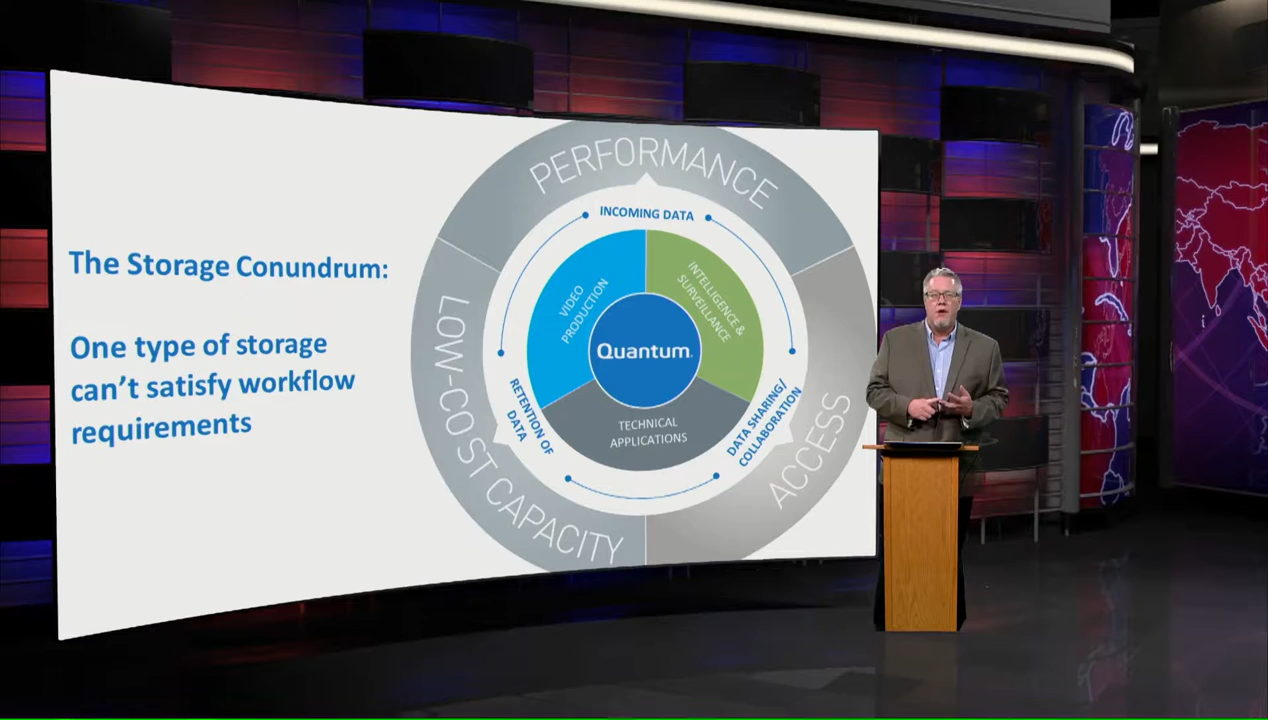 The Storage Conundrum:
One type of storage
can't satisfy workflow
requirements
PERFORMANCE
LOW-COST CAPACITY
ACCESS
INCOMING DATA
RETENTION OF
DATA
DATA SHARING/
COLLABORATION
VIDEO
PRODUCTION
INTELLIGENCE &
SURVEILLANCE
TECHNICAL
APPLICATIONS
Quantum.